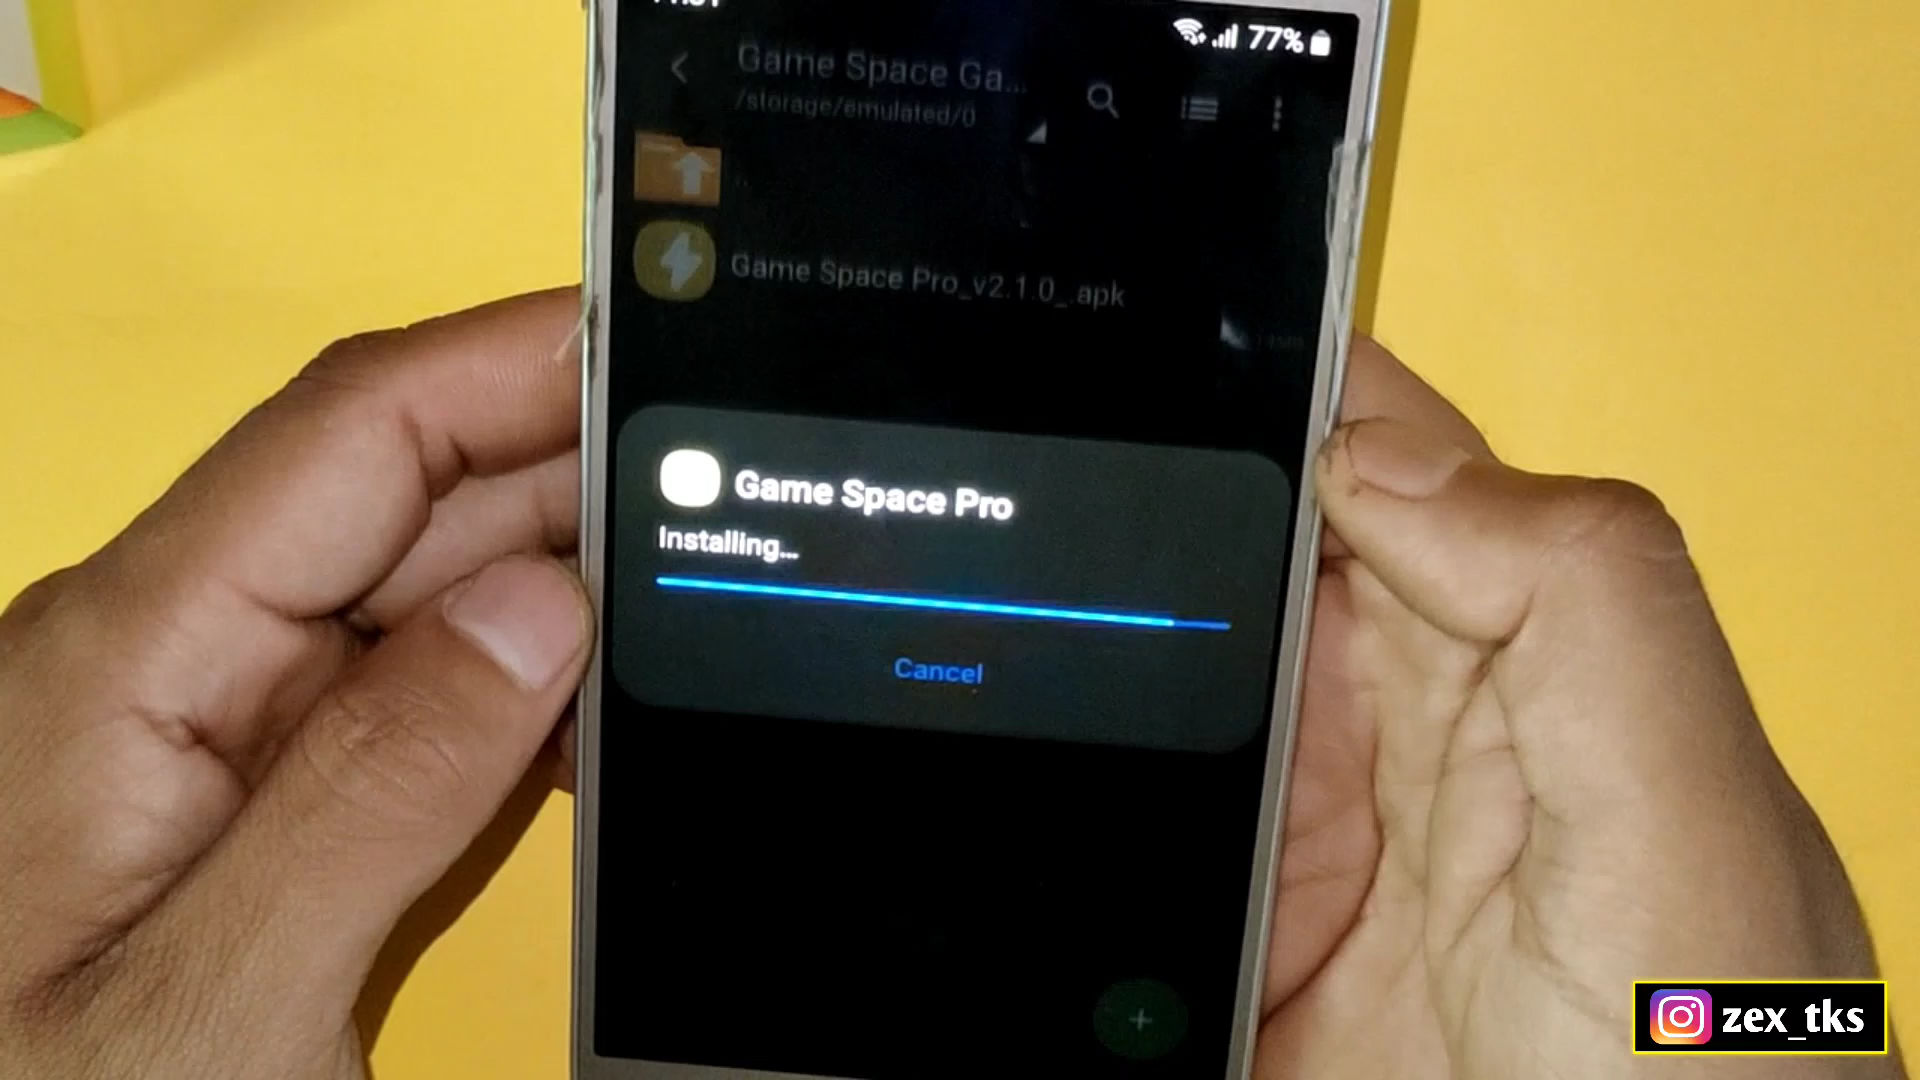 77%
Game Space Ga...
/storage/emulated/0
..
Game Space Pro_v2.1.0_.apk
Game Space Pro
Installing...
Cancel
zex_tks